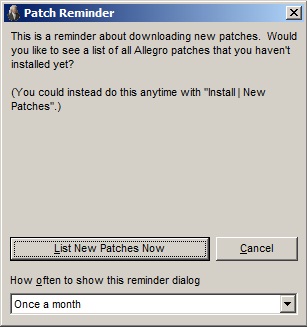 Patch Reminder
This is a reminder about downloading new patches.  Would
you like to see a list of all Allegro patches that you haven't
installed yet?
(You could instead do this anytime with "Install | New
Patches".)
List New Patches Now
Cancel
How often to show this reminder dialog
Once a month